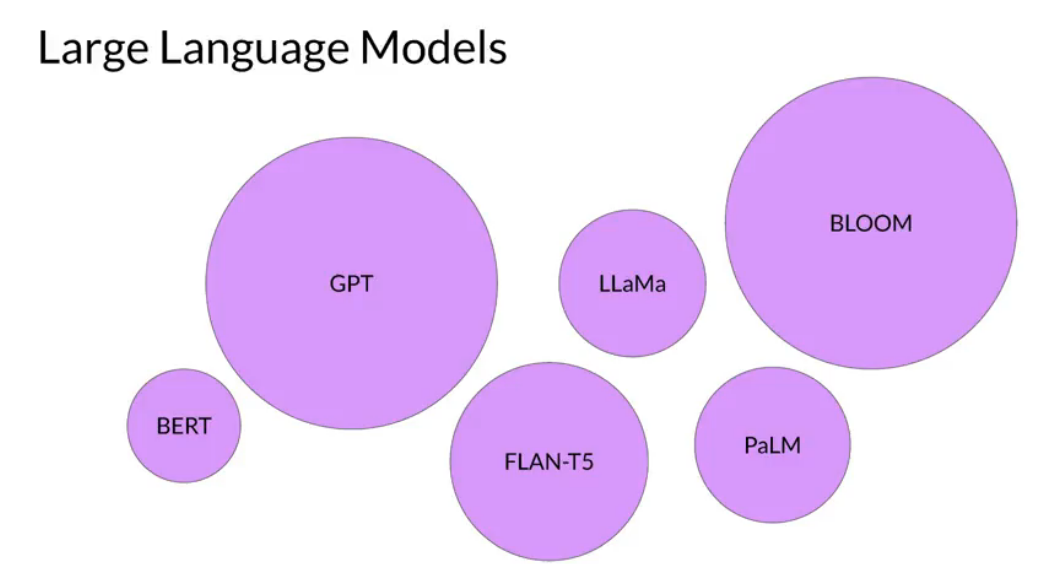 Large Language Models
BLOOM
GPT
LLaMa
BERT
FLAN-T5
PaLM